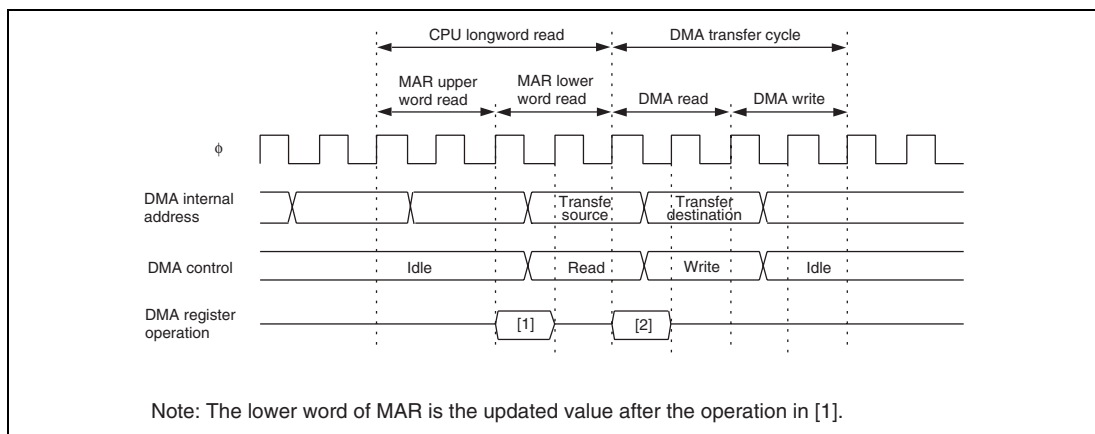 CPU longword read DMA transfer cycle
MAR upper word read MAR lower word read DMA read DMA write
φ
DMA internal address Transfe source Transfer destination
DMA control Idle Read Write Idle
DMA register operation [1] [2]
Note: The lower word of MAR is the updated value after the operation in [1].